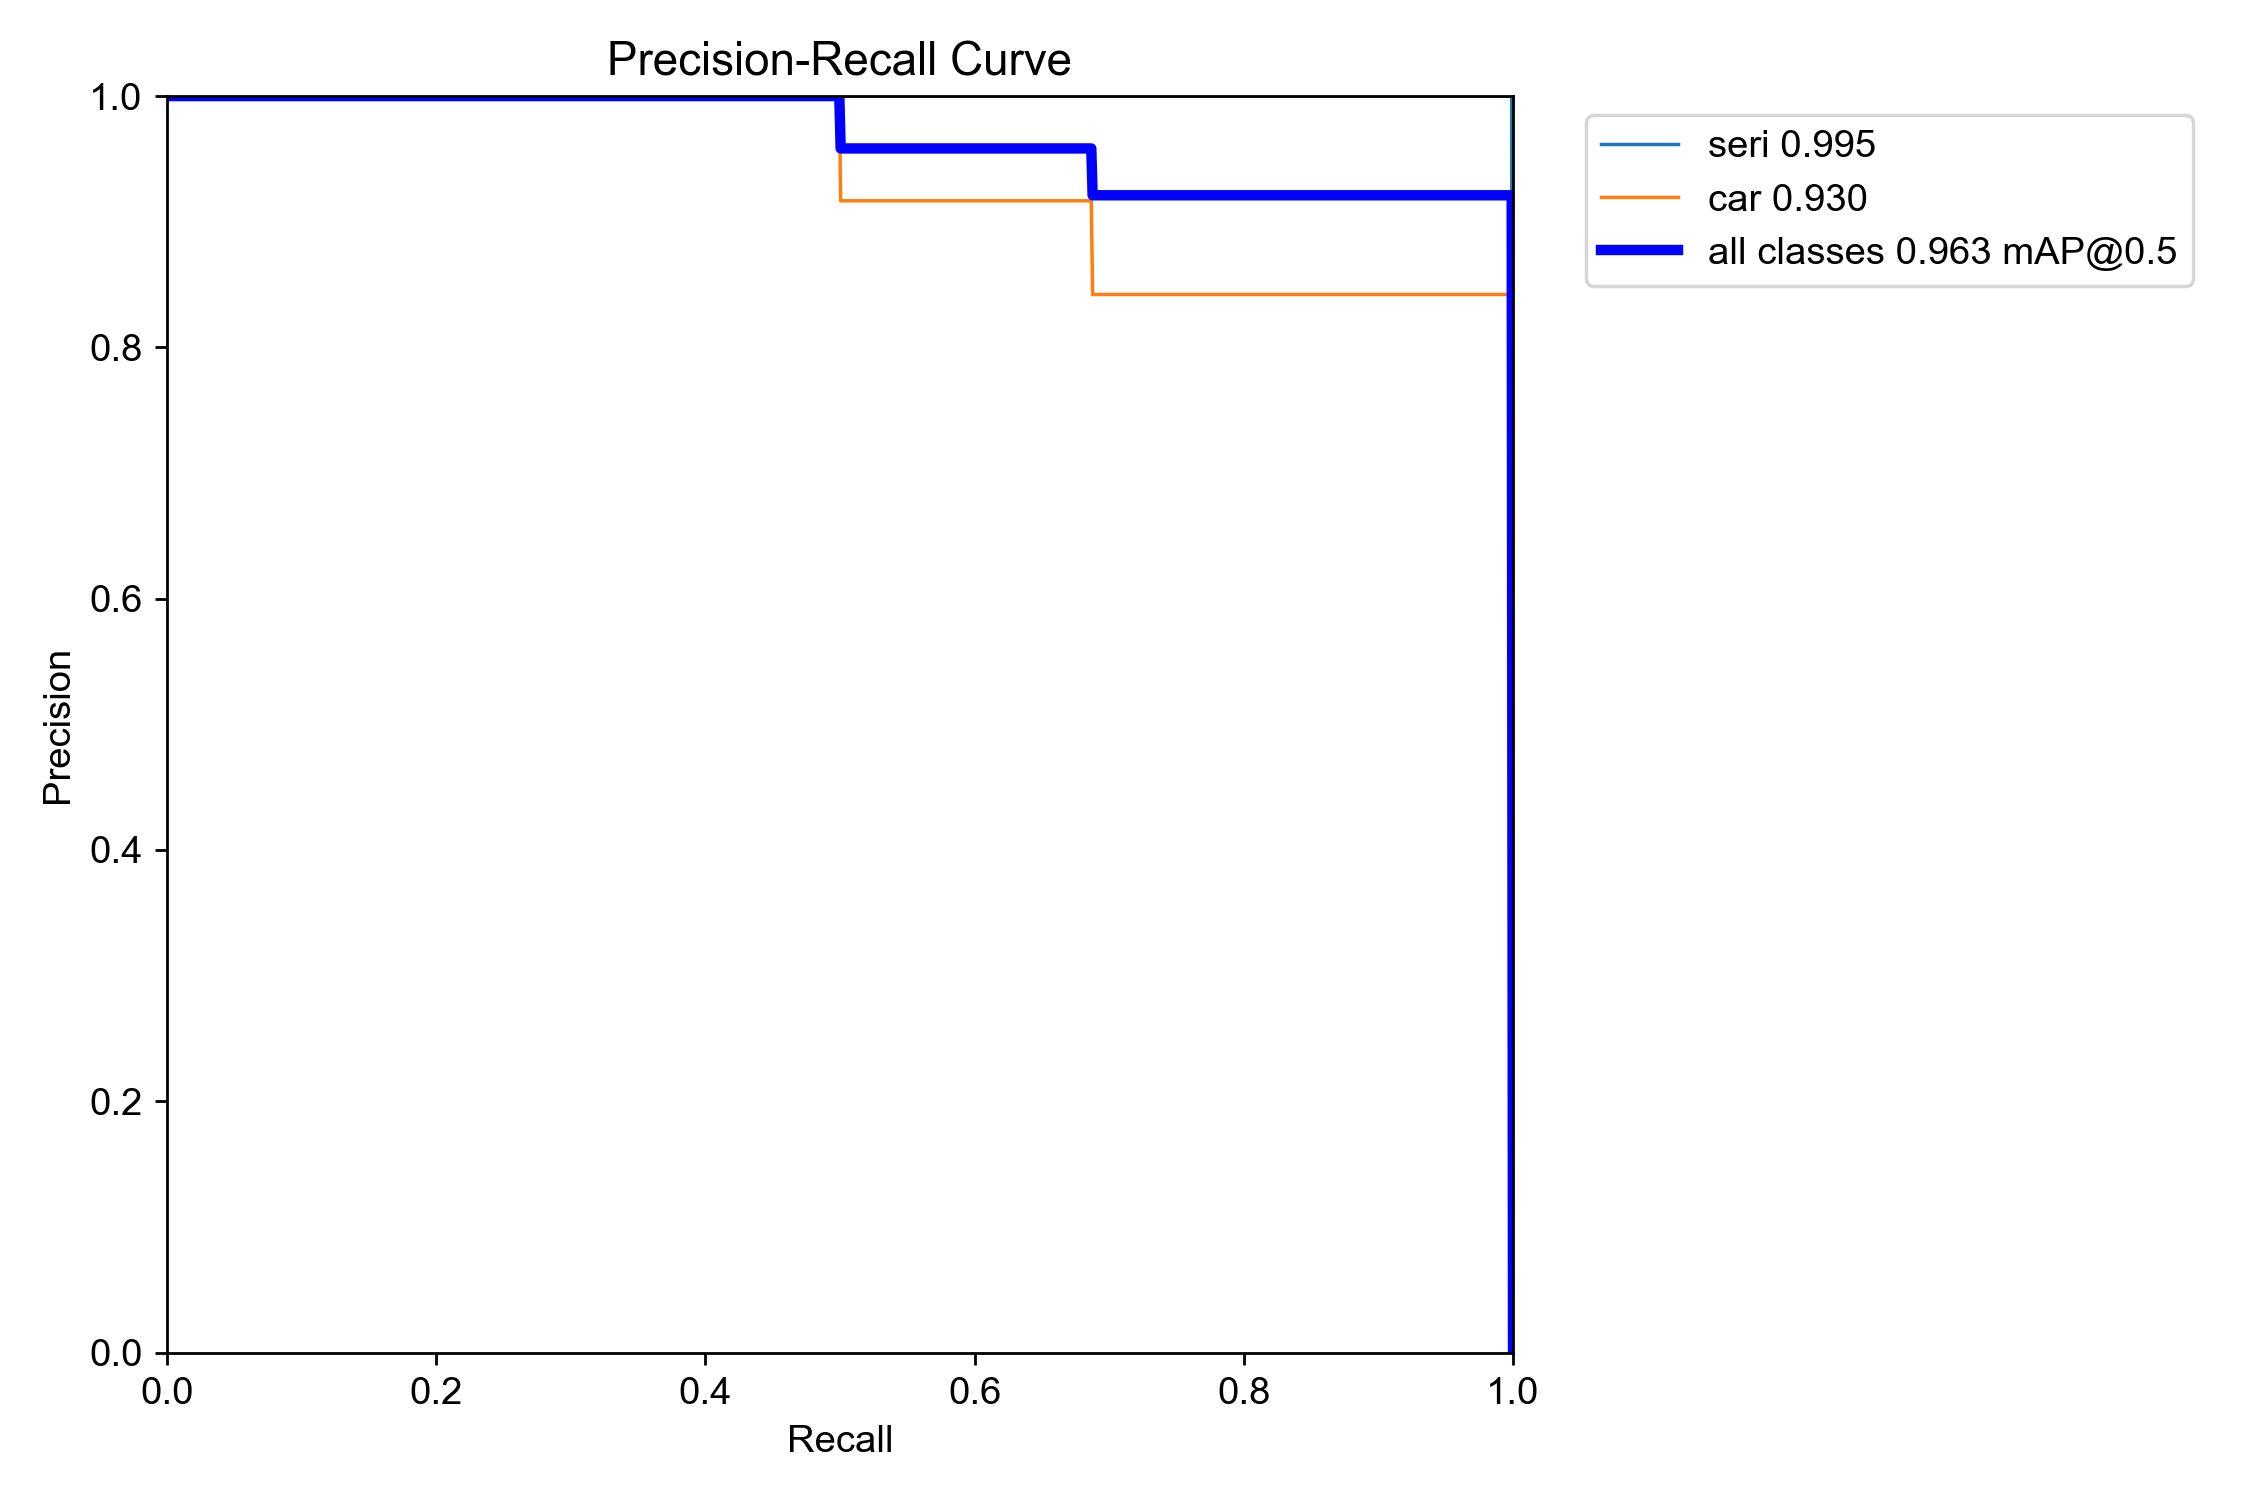 Precision-Recall Curve
1.0
0.8
0.6
0.4
0.2
0.0
Precision
0.0 0.2 0.4 0.6 0.8 1.0
Recall
seri 0.995
car 0.930
all classes 0.963 mAP@0.5